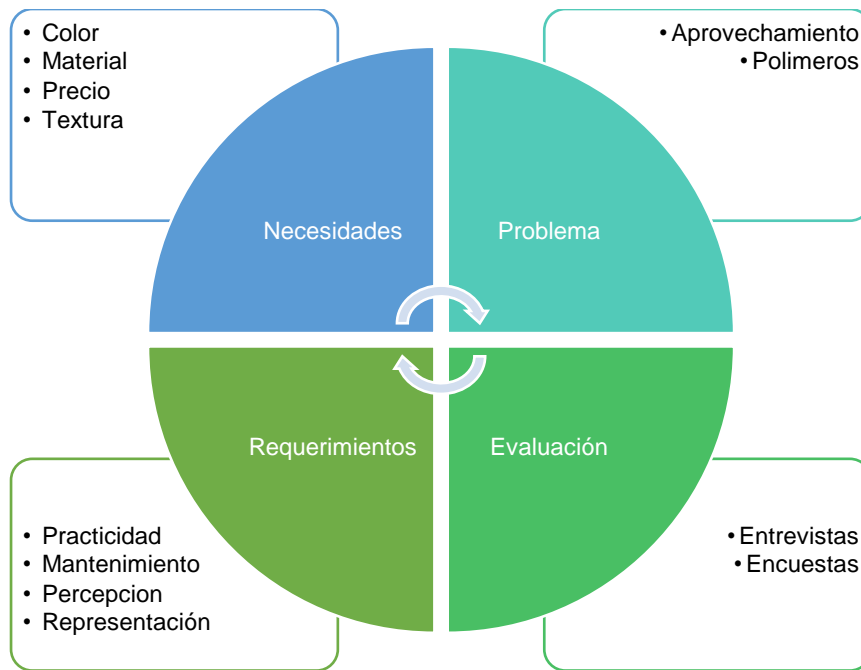 • Color
• Material
• Precio
• Textura
• Aprovechamiento
• Polimeros
Necesidades
Problema
Requerimientos
Evaluación
• Practicidad
• Mantenimiento
• Percepcion
• Representación
• Entrevistas
• Encuestas